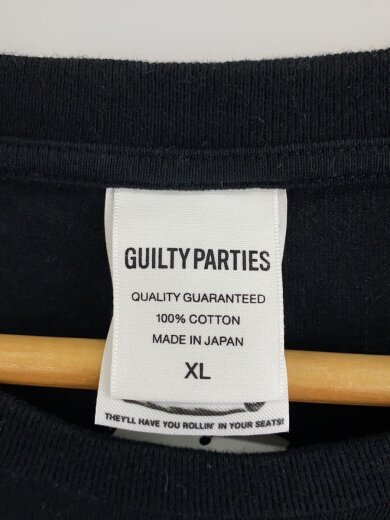 GUILTY PARTIES
QUALITY GUARANTEED
100% COTTON
MADE IN JAPAN
XL
THEY'LL HAVE YOU ROLLIN' IN YOUR SEATS!